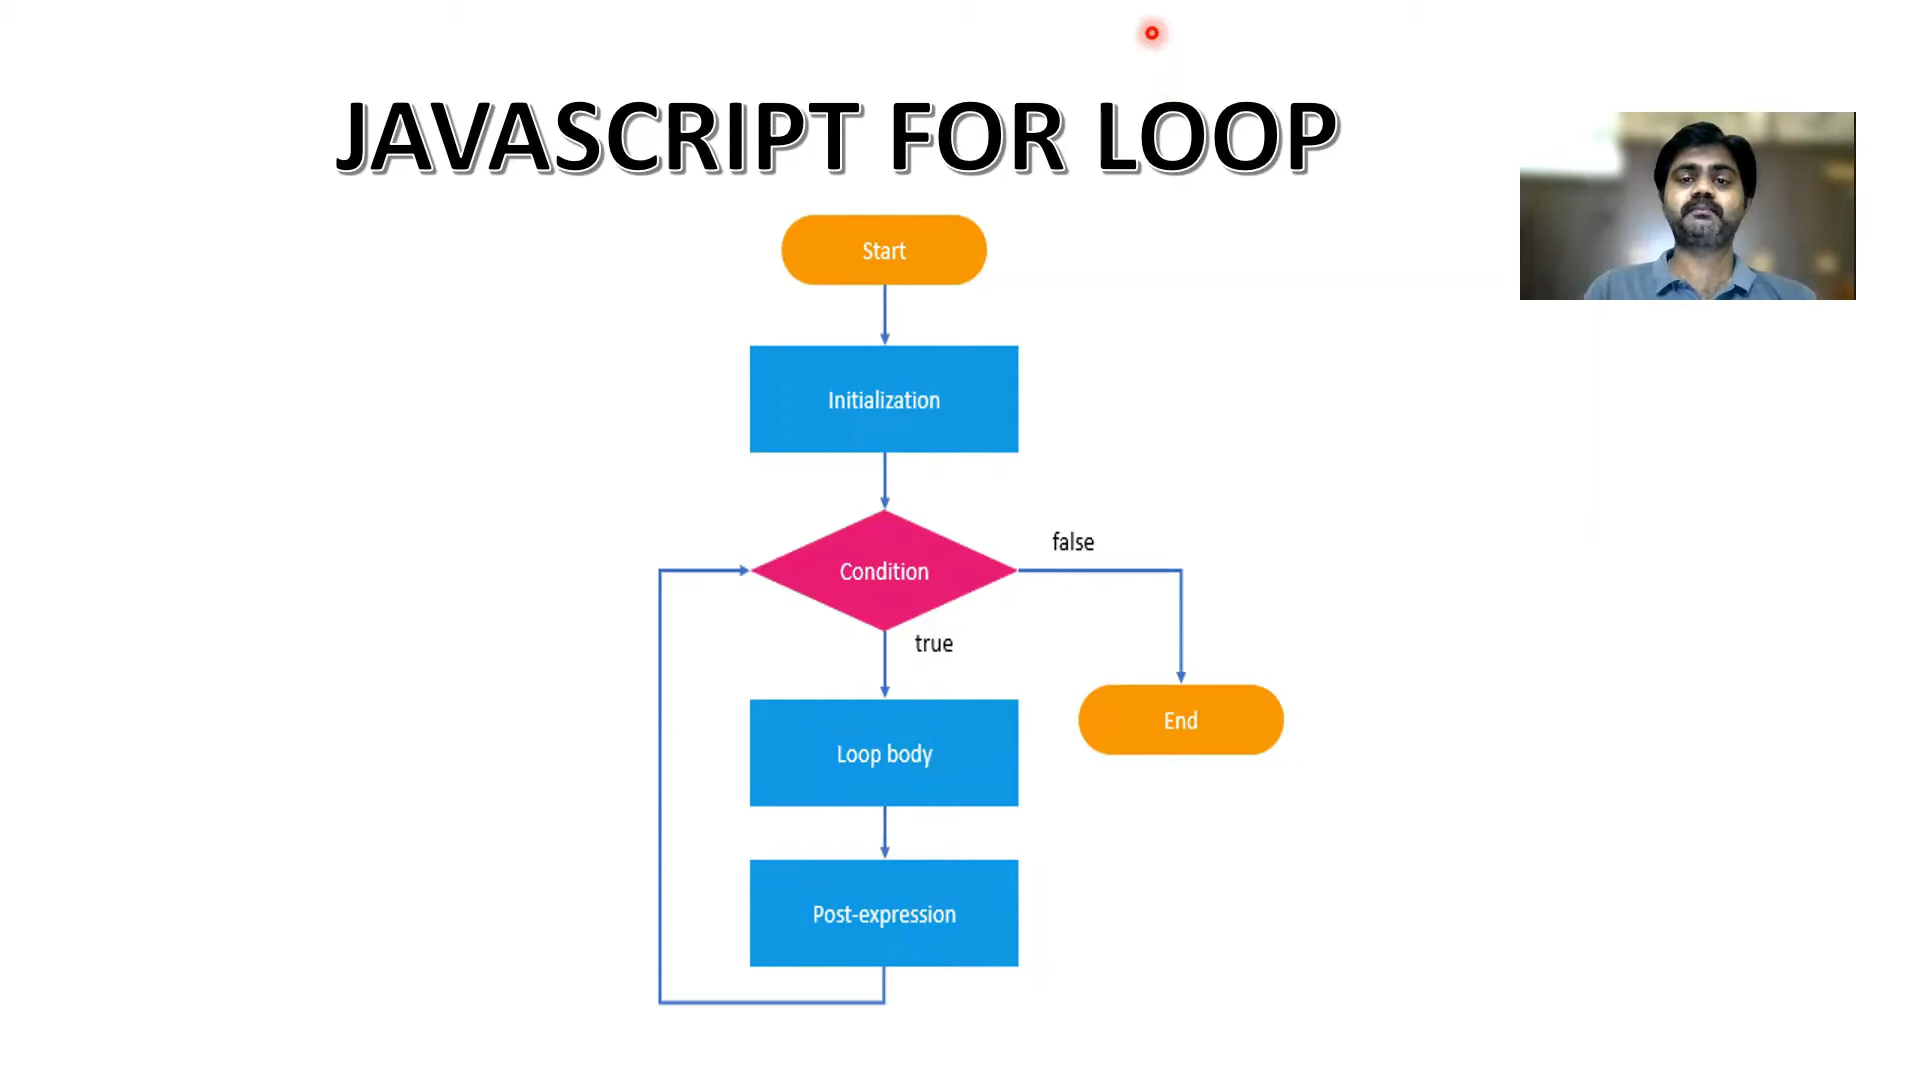 JAVASCRIPT FOR LOOP
Start
Initialization
Condition
false
true
Loop body
End
Post-expression